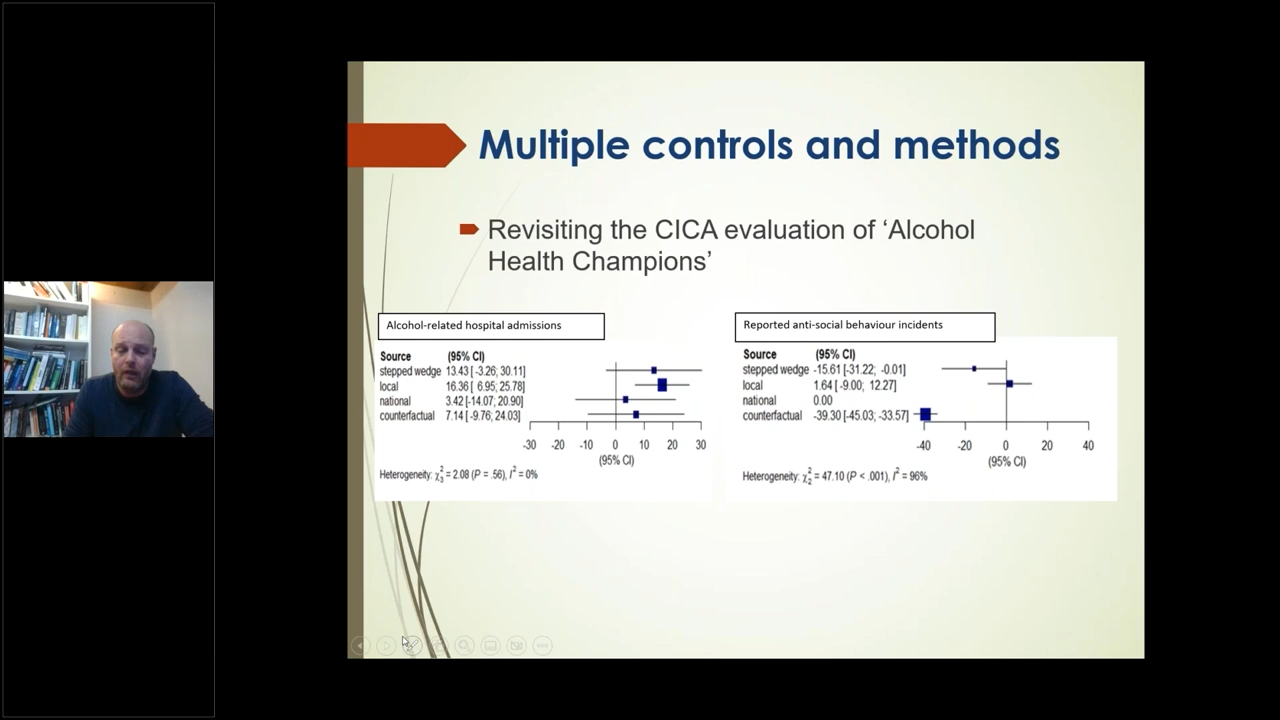 Multiple controls and methods
Revisiting the CICA evaluation of ‘Alcohol
Health Champions’
Alcohol-related hospital admissions
Source (95% CI)
stepped wedge 13.43 [ -3.26; 30.11]
local 16.36 [ 6.95; 25.78]
national 3.42 [-14.07; 20.90]
counterfactual 7.14 [ -9.76; 24.03]
-30 -20 -10 0 10 20 30
(95% CI)
Heterogeneity: χ²₃ = 2.08 (P = .56), I² = 0%
Reported anti-social behaviour incidents
Source (95% CI)
stepped wedge -15.61 [-31.22; -0.01]
local 1.64 [ -9.00; 12.27]
national 0.00
counterfactual -39.30 [-45.03; -33.57]
-40 -20 0 20 40
(95% CI)
Heterogeneity: χ²₂ = 47.10 (P < .001), I² = 96%